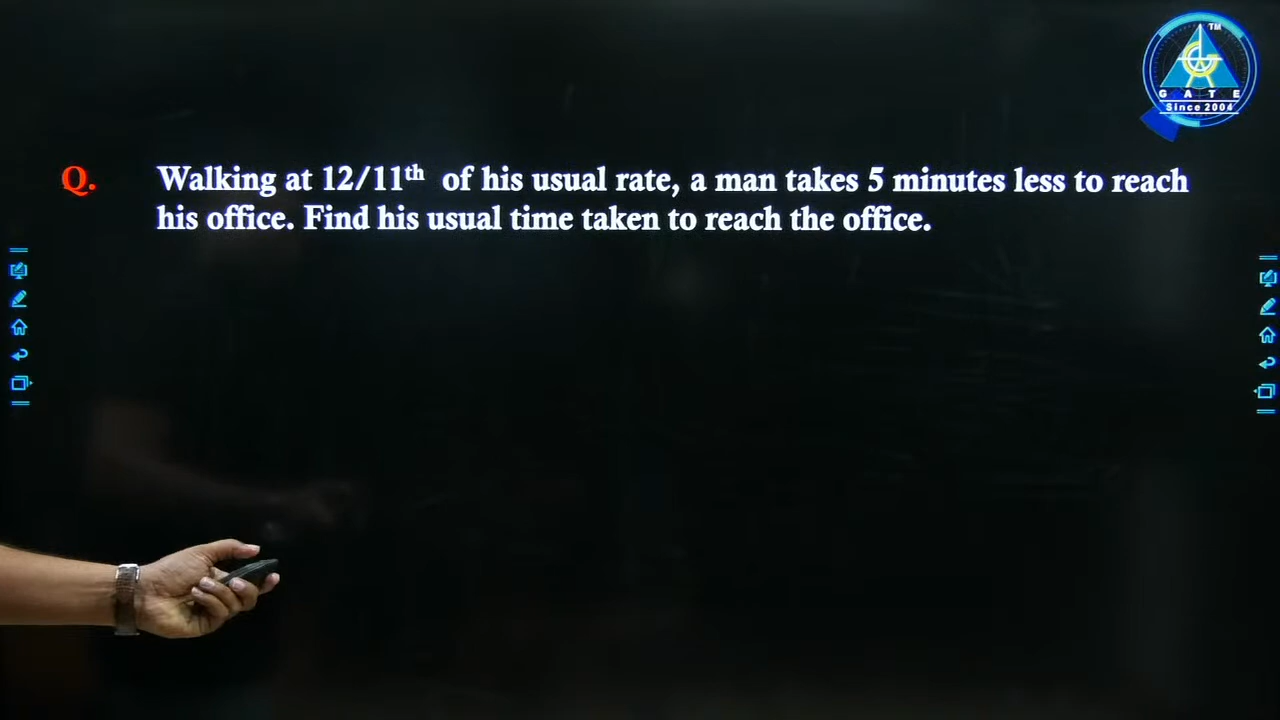 TM
GATE
Since 2004
Q. Walking at 12/11th of his usual rate, a man takes 5 minutes less to reach
his office. Find his usual time taken to reach the office.